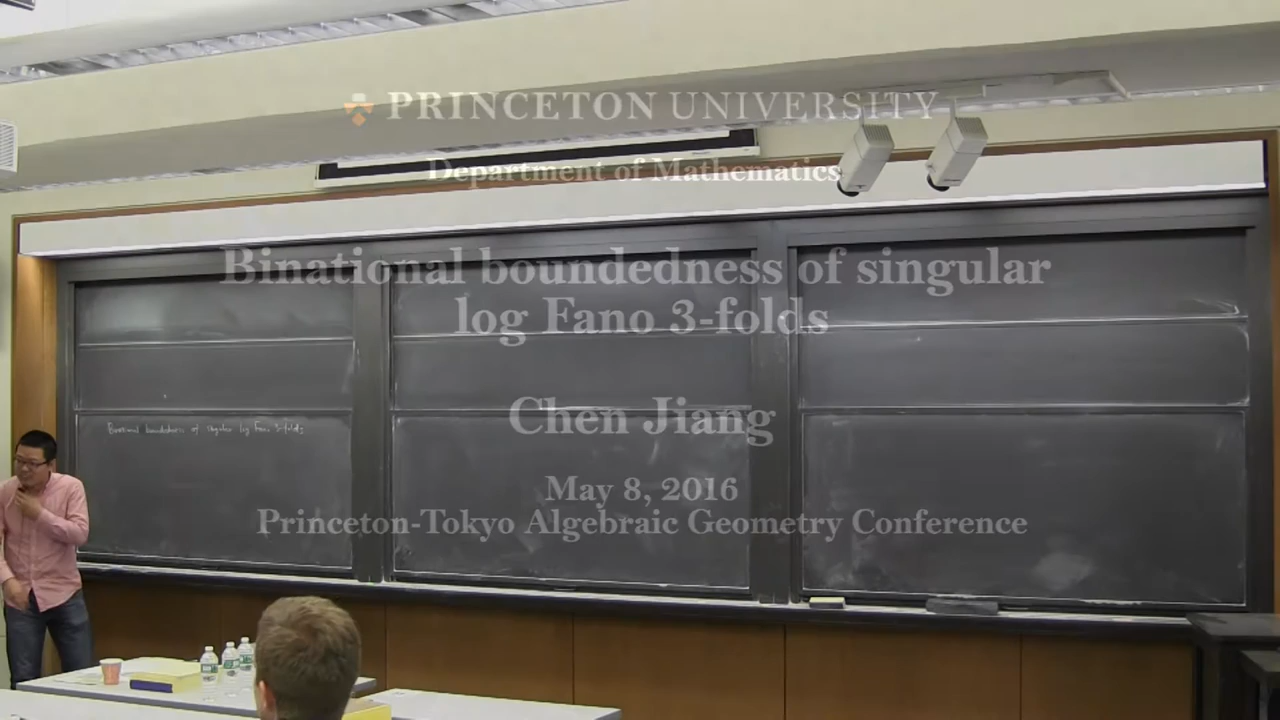 PRINCETON UNIVERSITY
Department of Mathematics
Binational boundedness of singular
log Fano 3-folds
Chen Jiang
May 8, 2016
Princeton-Tokyo Algebraic Geometry Conference
Birational boundedness of singular log Fano 3-folds